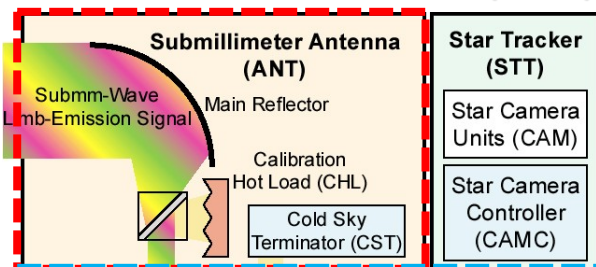 Submillimeter Antenna
(ANT)
Submm-Wave
Limb-Emission Signal
Main Reflector
Calibration
Hot Load (CHL)
Cold Sky
Terminator (CST)
Star Tracker
(STT)
Star Camera
Units (CAM)
Star Camera
Controller
(CAMC)